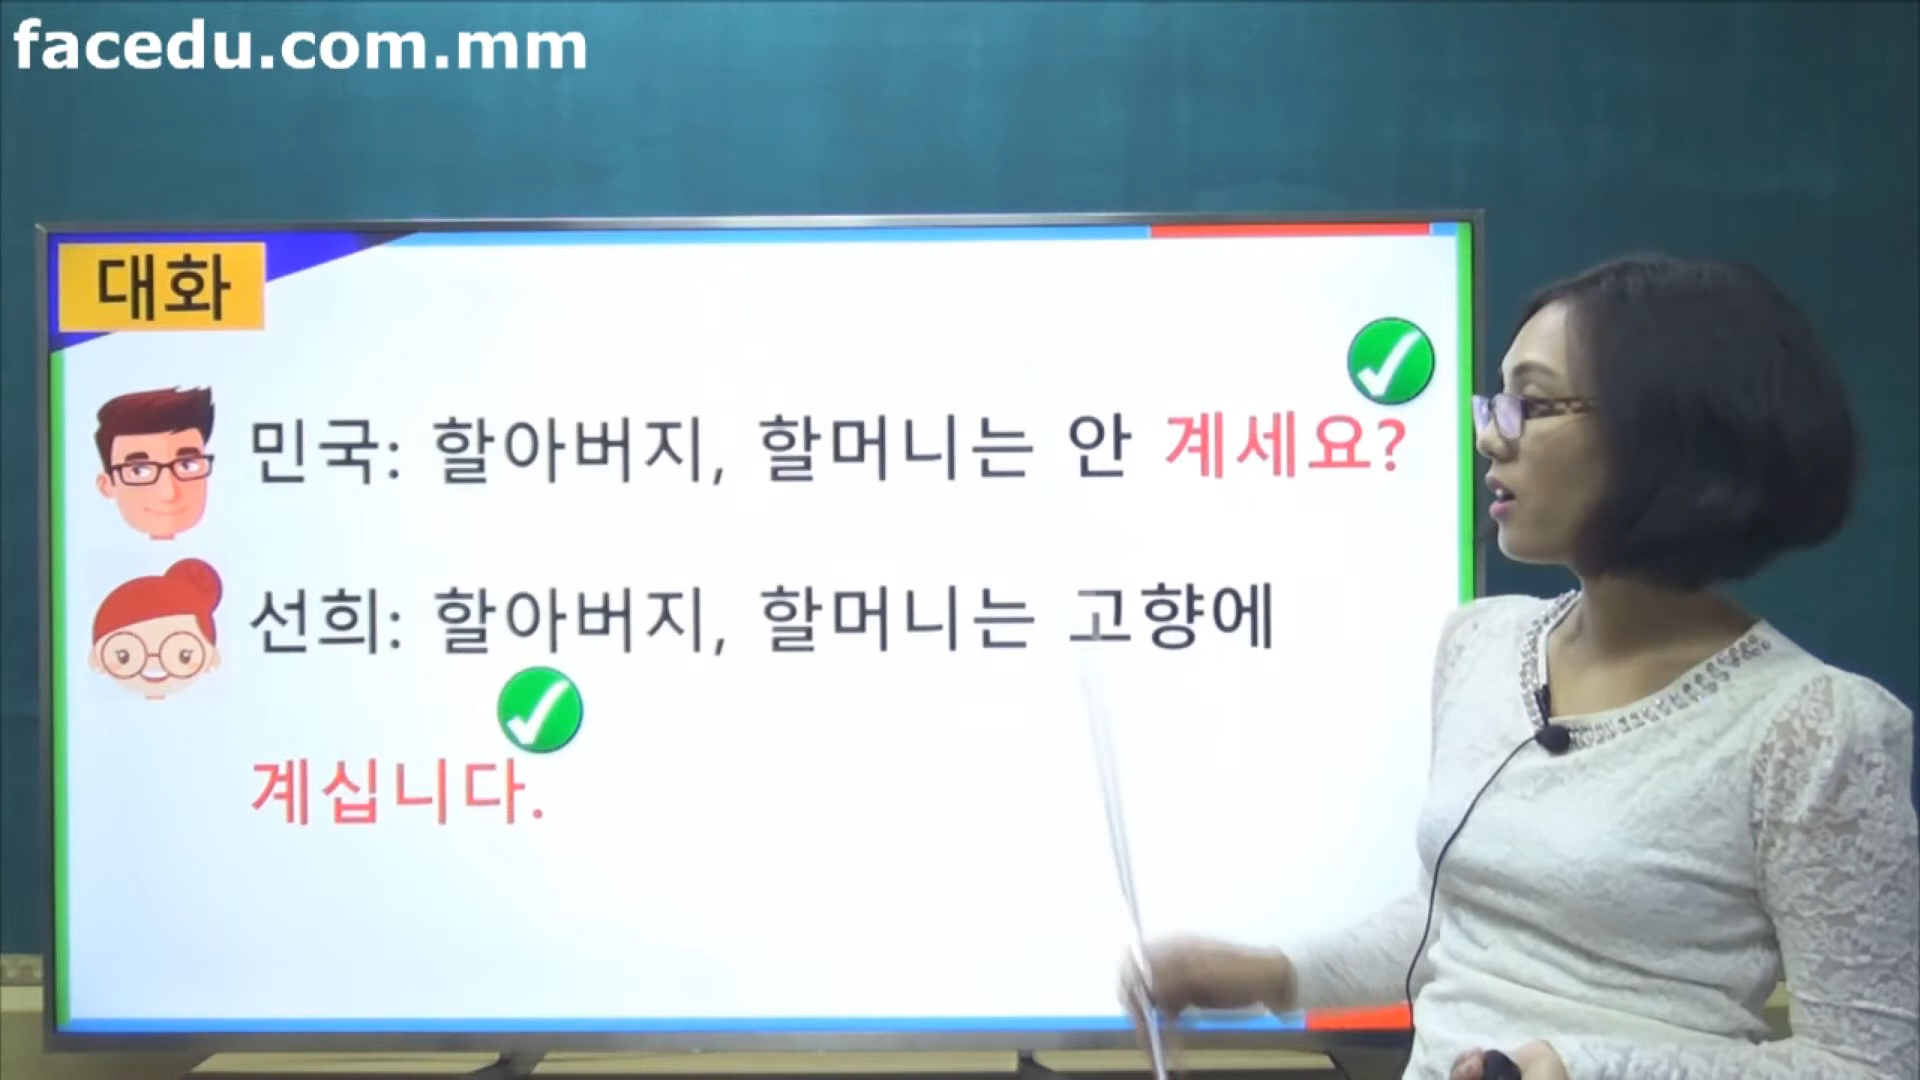 facedu.com.mm
대화
민국: 할아버지, 할머니는 안 계세요?
선희: 할아버지, 할머니는 고향에
계십니다.